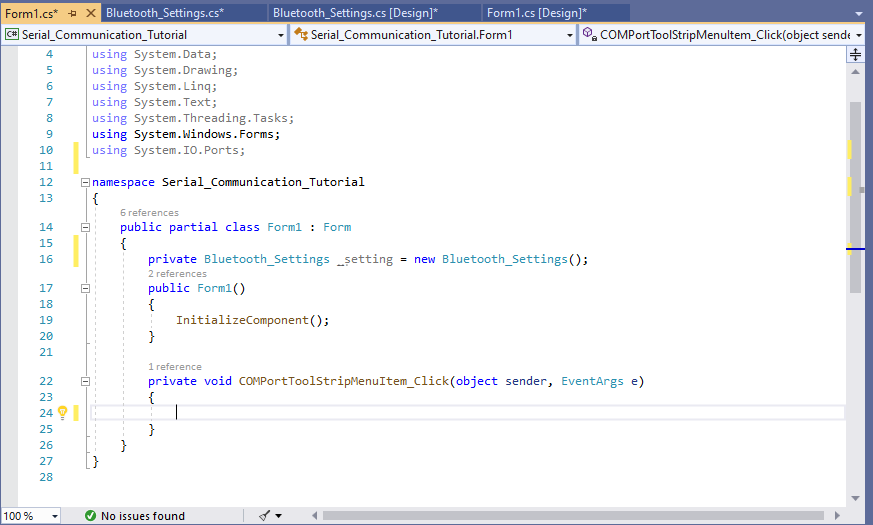 Form1.cs* Bluetooth_Settings.cs* Bluetooth_Settings.cs [Design]* Form1.cs [Design]*
C# Serial_Communication_Tutorial Serial_Communication_Tutorial.Form1 COMPortToolStripMenuItem_Click(object sende
4 using System.Data;
5 using System.Drawing;
6 using System.Linq;
7 using System.Text;
8 using System.Threading.Tasks;
9 using System.Windows.Forms;
10 using System.IO.Ports;
11
12 namespace Serial_Communication_Tutorial
13 {
6 references
14 public partial class Form1 : Form
15 {
16 private Bluetooth_Settings _setting = new Bluetooth_Settings();
2 references
17 public Form1()
18 {
19 InitializeComponent();
20 }
21
1 reference
22 private void COMPortToolStripMenuItem_Click(object sender, EventArgs e)
23 {
24
25 }
26 }
27 }
28
100 % No issues found